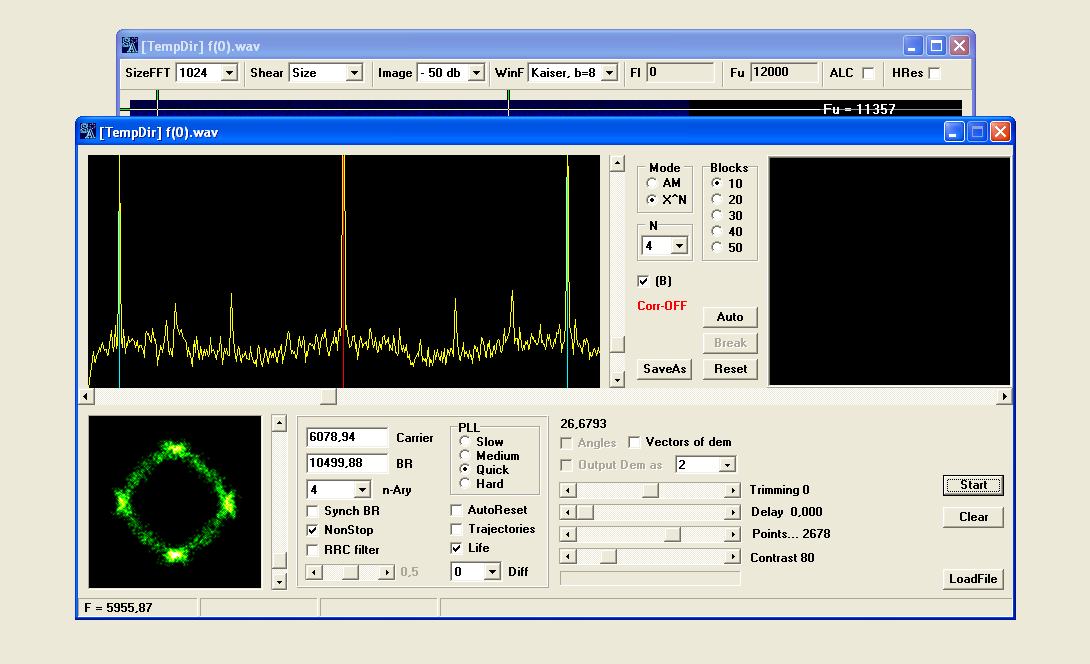 [TempDir] f(0).wav
SizeFFT 1024 Shear Size Image - 50 db WinF Kaiser, b=8 Fl 0 Fu 12000 ALC HRes
Fu = 11357
[TempDir] f(0).wav
Mode Blocks
AM 10
X^N 20
30
N 40
4 50
(B)
Corr-OFF
Auto
Break
SaveAs Reset
6078,94 Carrier
10499,88 BR
4 n-Ary
Synch BR
NonStop
RRC filter
0,5
PLL
Slow
Medium
Quick
Hard
AutoReset
Trajectories
Life
0 Diff
26,6793
Angles Vectors of dem
Output Dem as 2
Trimming 0
Delay 0,000
Points... 2678
Contrast 80
Start
Clear
LoadFile
F = 5955,87